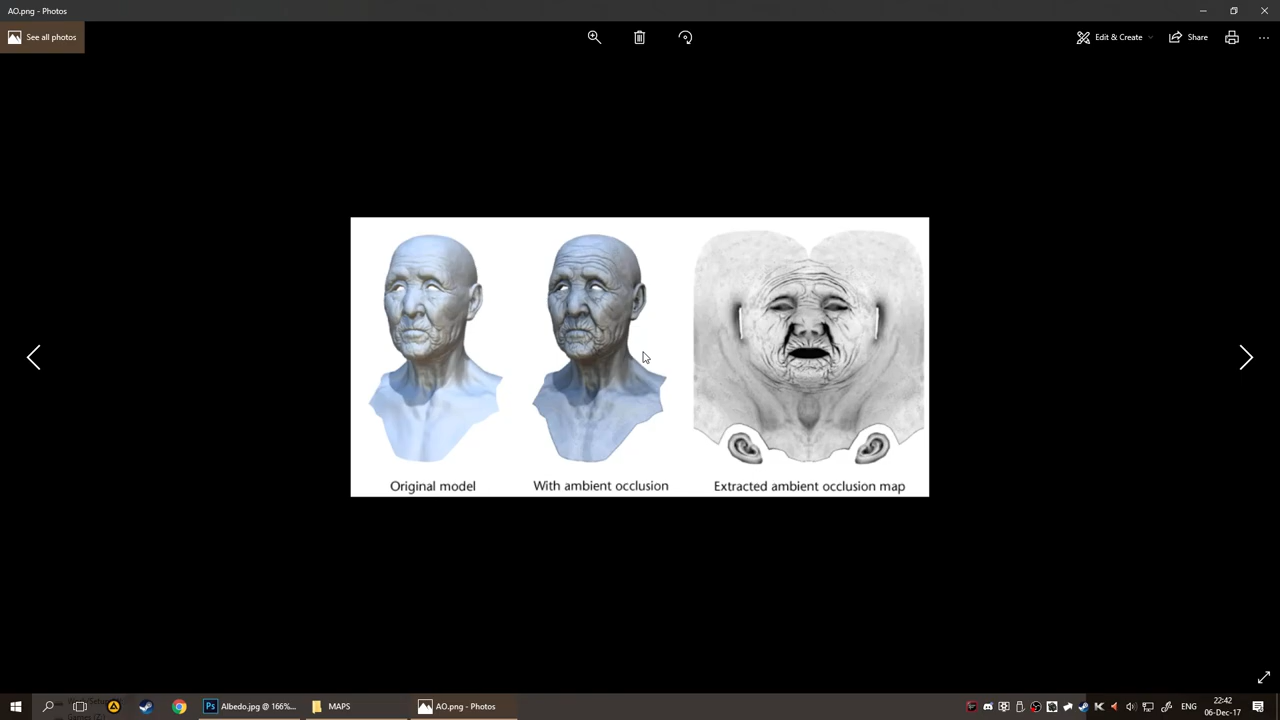 AO.png - Photos
See all photos
Edit & Create
Share
Original model
With ambient occlusion
Extracted ambient occlusion map
Ps
Albedo.jpg @ 166%...
MAPS
AO.png - Photos
ENG
22:42
06-Dec-17